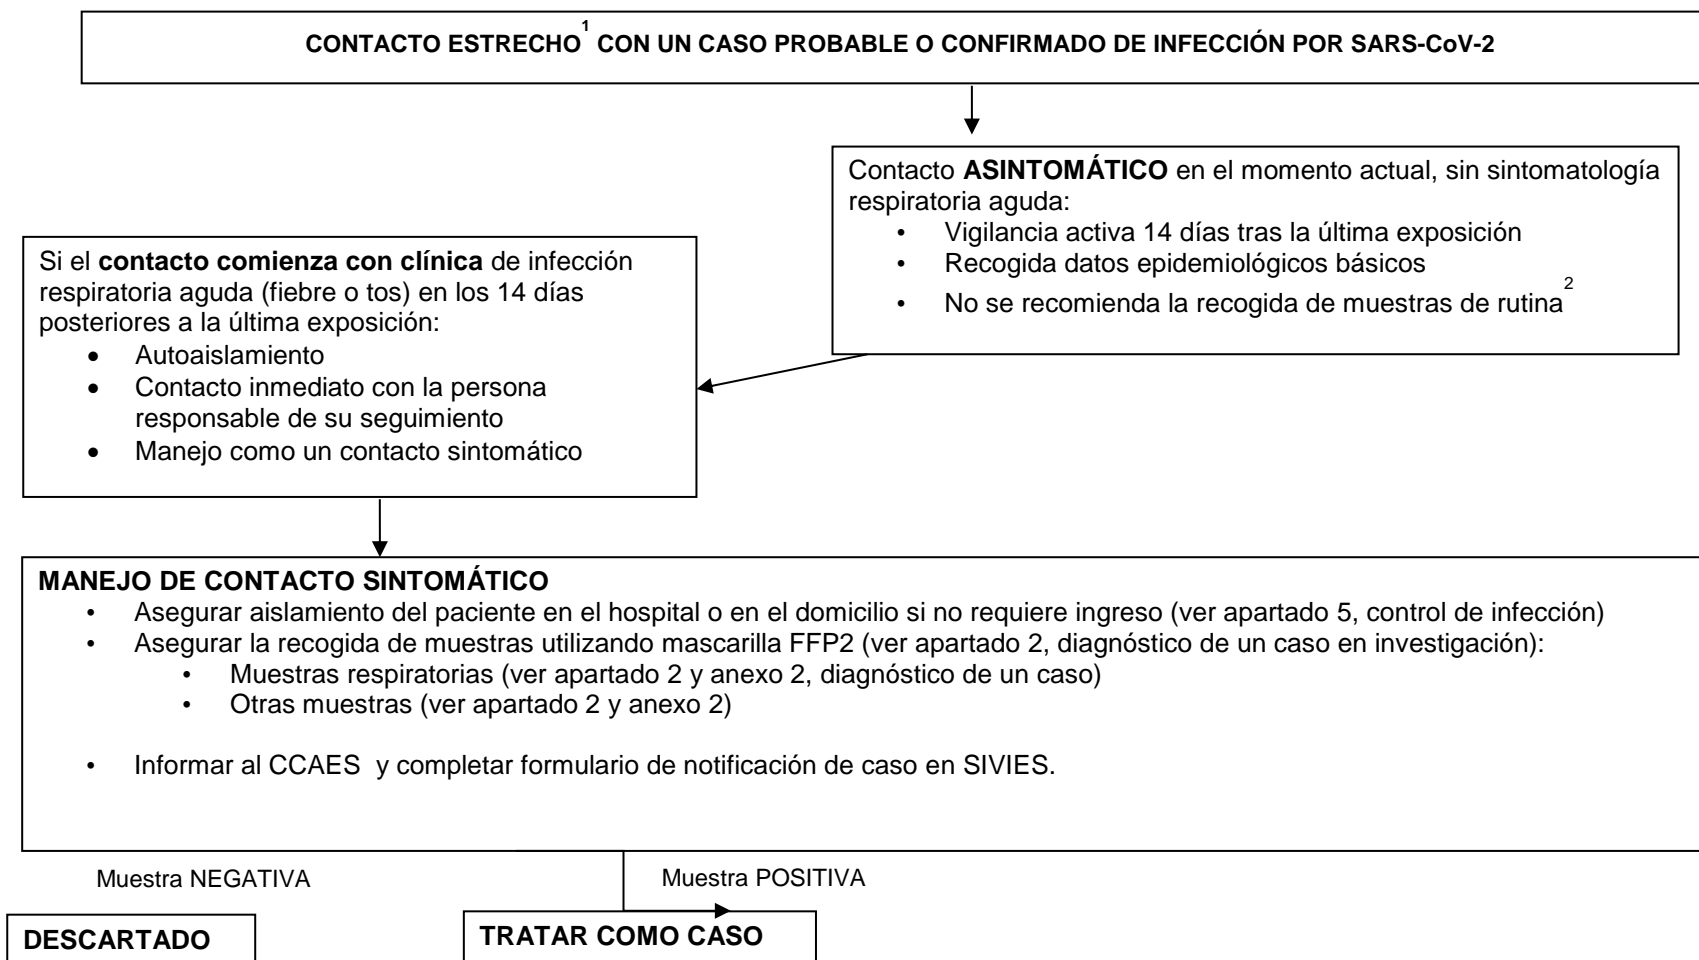 CONTACTO ESTRECHO¹ CON UN CASO PROBABLE O CONFIRMADO DE INFECCIÓN POR SARS-CoV-2
Contacto ASINTOMÁTICO en el momento actual, sin sintomatología
respiratoria aguda:
• Vigilancia activa 14 días tras la última exposición
• Recogida datos epidemiológicos básicos
• No se recomienda la recogida de muestras de rutina²
Si el contacto comienza con clínica de infección
respiratoria aguda (fiebre o tos) en los 14 días
posteriores a la última exposición:
• Autoaislamiento
• Contacto inmediato con la persona
responsable de su seguimiento
• Manejo como un contacto sintomático
MANEJO DE CONTACTO SINTOMÁTICO
• Asegurar aislamiento del paciente en el hospital o en el domicilio si no requiere ingreso (ver apartado 5, control de infección)
• Asegurar la recogida de muestras utilizando mascarilla FFP2 (ver apartado 2, diagnóstico de un caso en investigación):
• Muestras respiratorias (ver apartado 2 y anexo 2, diagnóstico de un caso)
• Otras muestras (ver apartado 2 y anexo 2)
• Informar al CCAES y completar formulario de notificación de caso en SIVIES.
Muestra NEGATIVA
Muestra POSITIVA
DESCARTADO
TRATAR COMO CASO